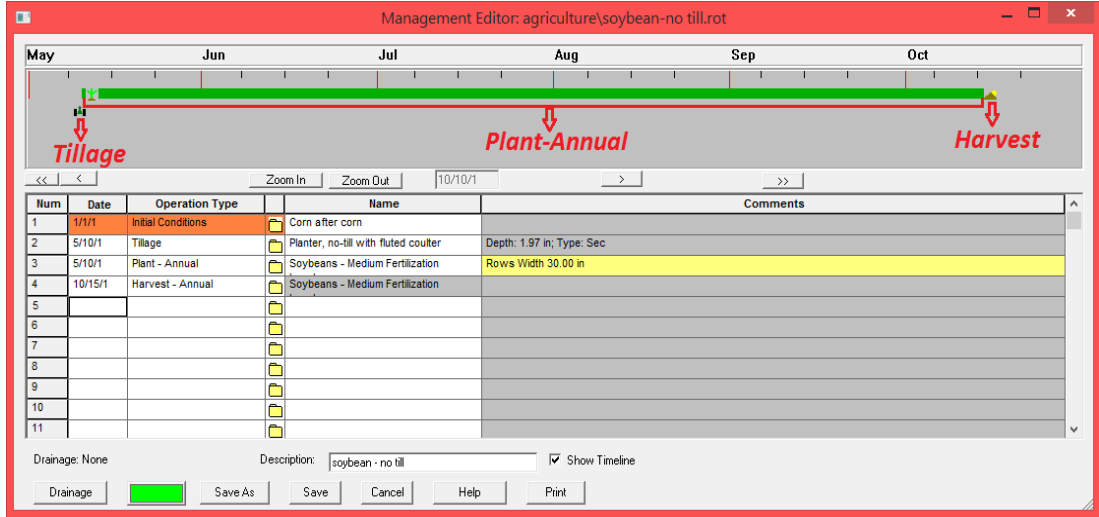 Management Editor: agriculture\soybean-no till.rot
May Jun Jul Aug Sep Oct
Tillage Plant-Annual Harvest
<< < Zoom In Zoom Out 10/10/1 > >>
Num Date Operation Type Name Comments
1 1/1/1 Initial Conditions Corn after corn
2 5/10/1 Tillage Planter, no-till with fluted coulter Depth: 1.97 in; Type: Sec
3 5/10/1 Plant - Annual Soybeans - Medium Fertilization Rows Width 30.00 in
4 10/15/1 Harvest - Annual Soybeans - Medium Fertilization
5
6
7
8
9
10
11
Drainage: None Description: soybean - no till Show Timeline
Drainage Save As Save Cancel Help Print